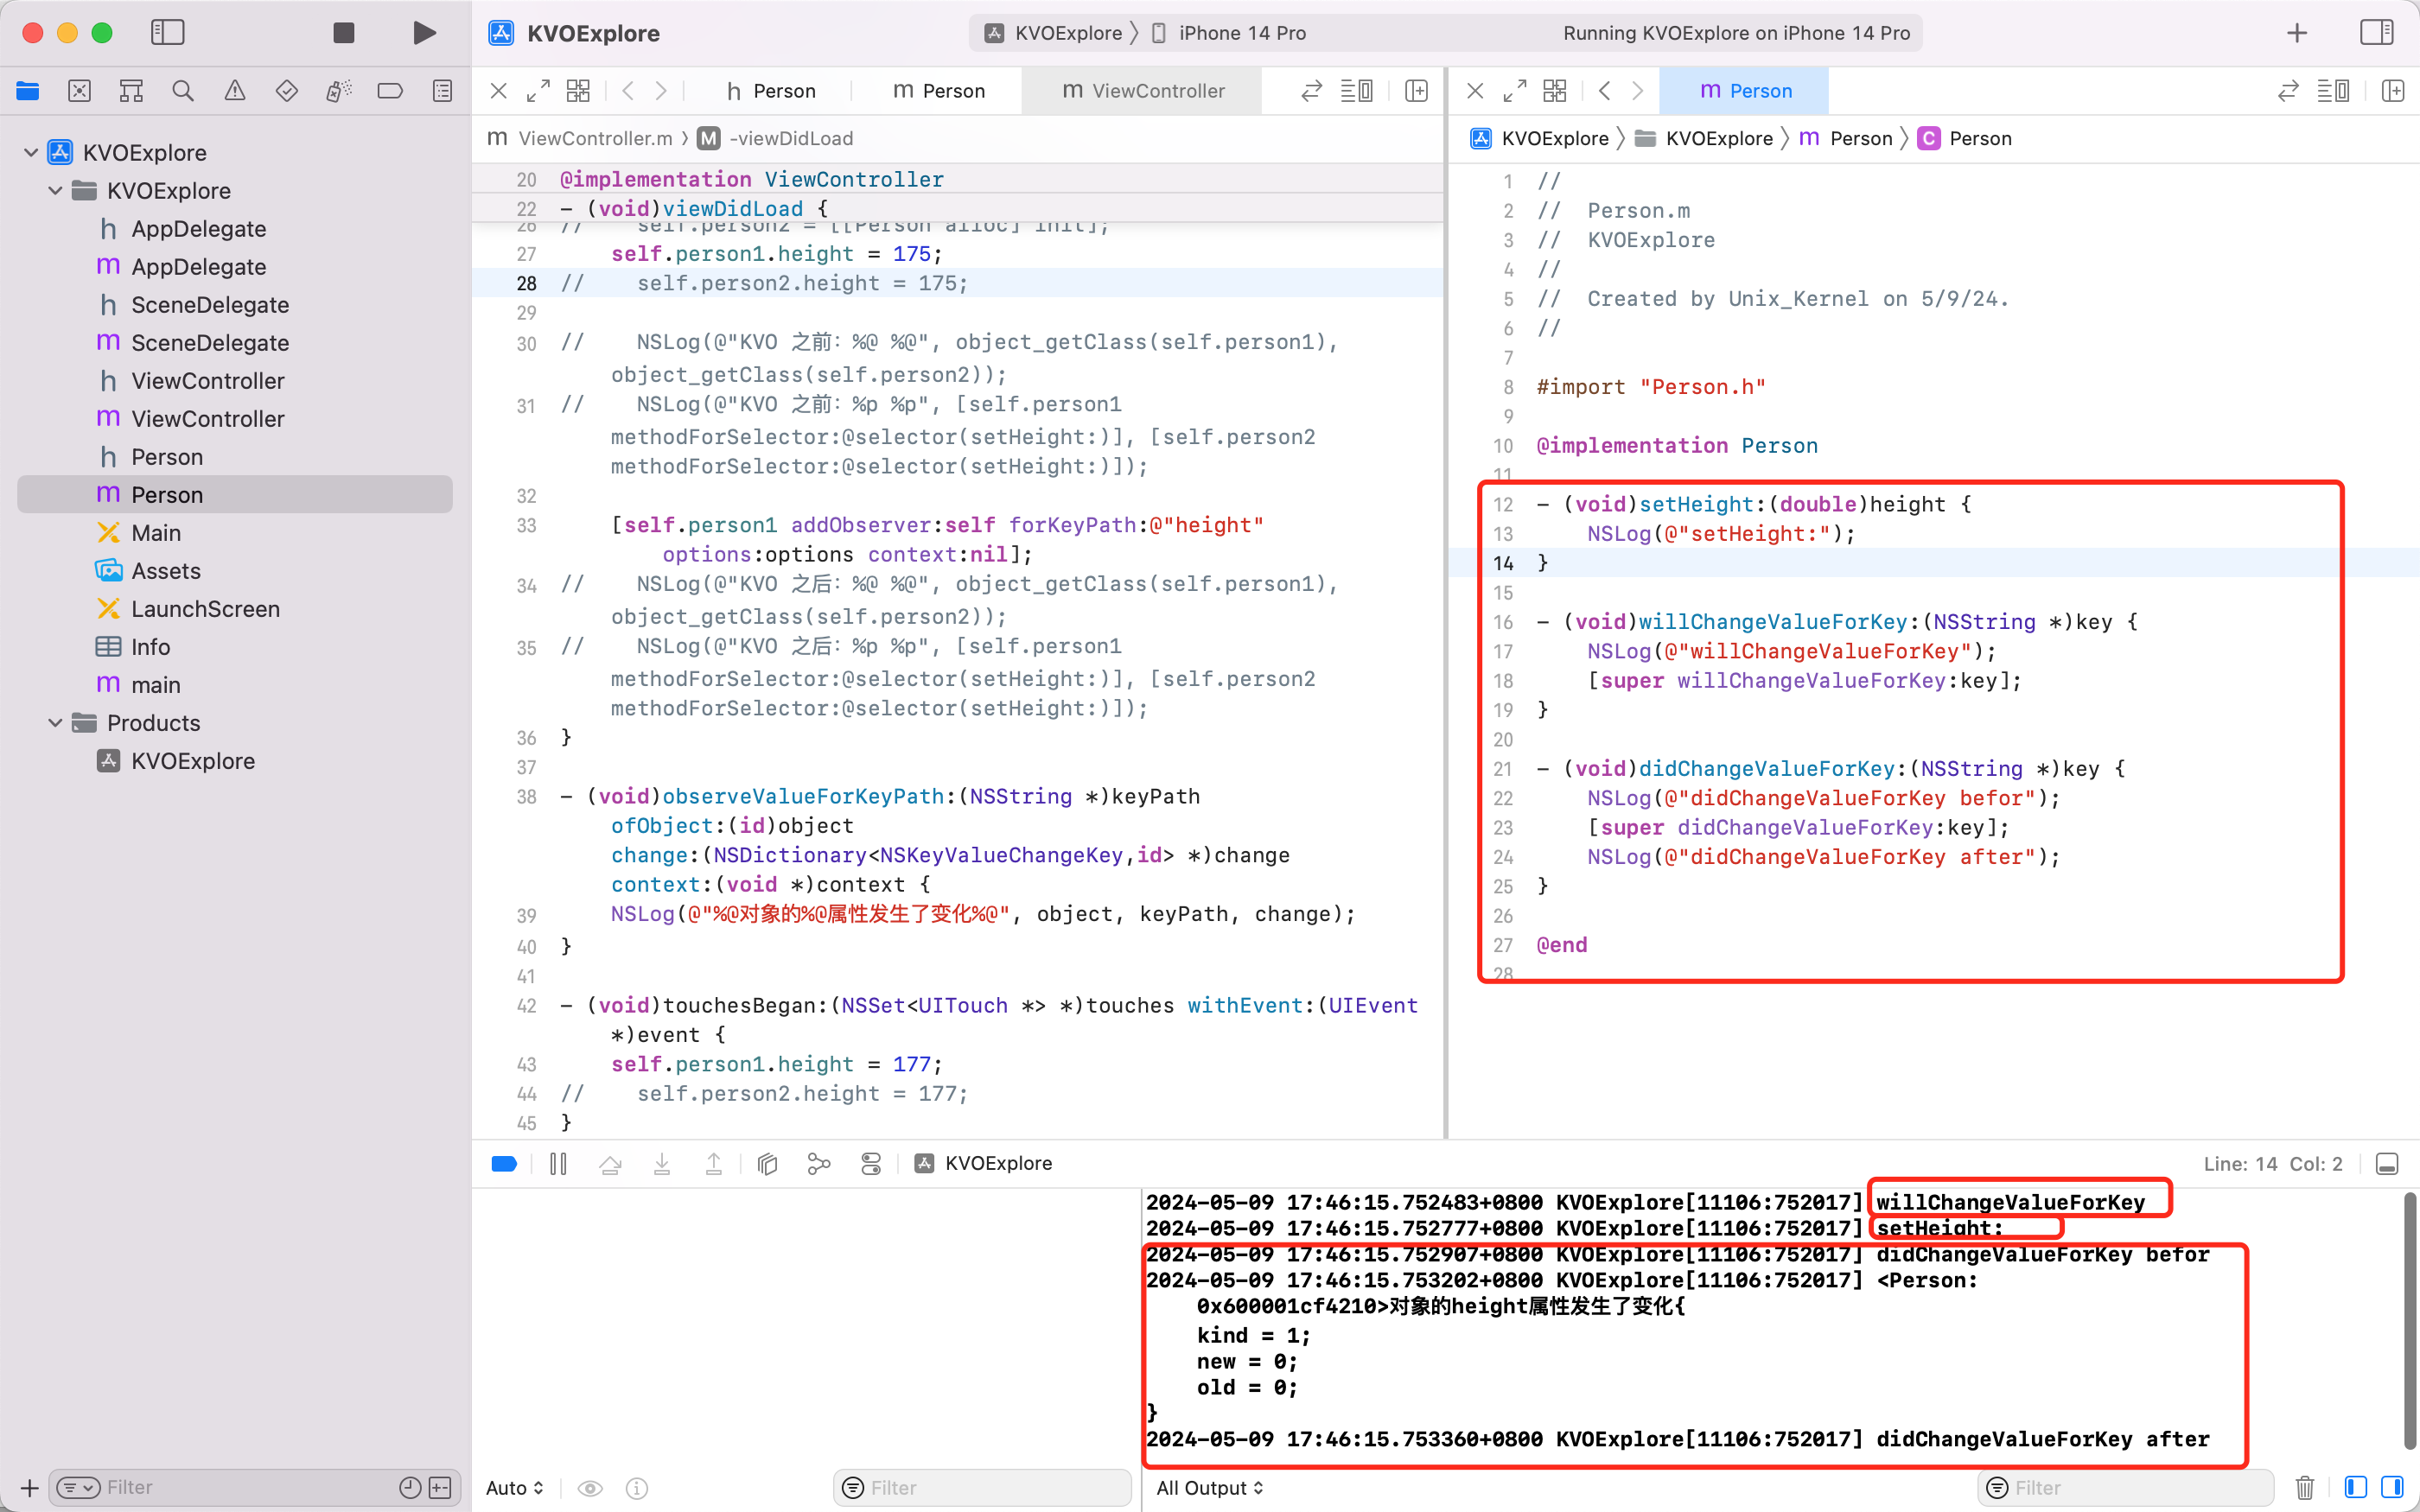 KVOExplore
KVOExplore 〉 iPhone 14 Pro
Running KVOExplore on iPhone 14 Pro
h Person
m Person
m ViewController
m Person
KVOExplore
KVOExplore
h AppDelegate
m AppDelegate
h SceneDelegate
m SceneDelegate
h ViewController
m ViewController
h Person
m Person
Main
Assets
LaunchScreen
Info
m main
Products
KVOExplore
Filter
m ViewController.m 〉 M -viewDidLoad
20 @implementation ViewController
22 - (void)viewDidLoad {
26 // self.person2 = [[Person alloc] init];
27 self.person1.height = 175;
28 // self.person2.height = 175;
29
30 // NSLog(@"KVO 之前: %@ %@", object_getClass(self.person1),
object_getClass(self.person2));
31 // NSLog(@"KVO 之前: %p %p", [self.person1
methodForSelector:@selector(setHeight:)], [self.person2
methodForSelector:@selector(setHeight:)]);
32
33 [self.person1 addObserver:self forKeyPath:@"height"
options:options context:nil];
34 // NSLog(@"KVO 之后: %@ %@", object_getClass(self.person1),
object_getClass(self.person2));
35 // NSLog(@"KVO 之后: %p %p", [self.person1
methodForSelector:@selector(setHeight:)], [self.person2
methodForSelector:@selector(setHeight:)]);
36 }
37
38 - (void)observeValueForKeyPath:(NSString *)keyPath
ofObject:(id)object
change:(NSDictionary<NSKeyValueChangeKey,id> *)change
context:(void *)context {
39 NSLog(@"%@对象的%@属性发生了变化%@", object, keyPath, change);
40 }
41
42 - (void)touchesBegan:(NSSet<UITouch *> *)touches withEvent:(UIEvent
*)event {
43 self.person1.height = 177;
44 // self.person2.height = 177;
45 }
KVOExplore 〉 KVOExplore 〉 m Person 〉 C Person
1 //
2 // Person.m
3 // KVOExplore
4 //
5 // Created by Unix_Kernel on 5/9/24.
6 //
7
8 #import "Person.h"
9
10 @implementation Person
11
12 - (void)setHeight:(double)height {
13 NSLog(@"setHeight:");
14 }
15
16 - (void)willChangeValueForKey:(NSString *)key {
17 NSLog(@"willChangeValueForKey");
18 [super willChangeValueForKey:key];
19 }
20
21 - (void)didChangeValueForKey:(NSString *)key {
22 NSLog(@"didChangeValueForKey befor");
23 [super didChangeValueForKey:key];
24 NSLog(@"didChangeValueForKey after");
25 }
26
27 @end
28
KVOExplore
Line: 14 Col: 2
2024-05-09 17:46:15.752483+0800 KVOExplore[11106:752017] willChangeValueForKey
2024-05-09 17:46:15.752777+0800 KVOExplore[11106:752017] setHeight:
2024-05-09 17:46:15.752907+0800 KVOExplore[11106:752017] didChangeValueForKey befor
2024-05-09 17:46:15.753202+0800 KVOExplore[11106:752017] <Person:
0x600001cf4210>对象的height属性发生了变化{
kind = 1;
new = 0;
old = 0;
}
2024-05-09 17:46:15.753360+0800 KVOExplore[11106:752017] didChangeValueForKey after
Auto
Filter
All Output
Filter